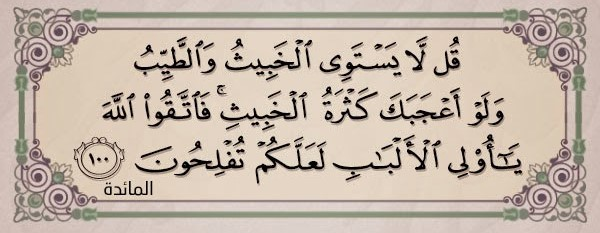 قُل لَّا يَسْتَوِى ٱلْخَبِيثُ وَٱلطَّيِّبُ
وَلَوْ أَعْجَبَكَ كَثْرَةُ ٱلْخَبِيثِ ۚ فَٱتَّقُوا۟ ٱللَّهَ
يَـٰٓأُو۟لِى ٱلْأَلْبَـٰبِ لَعَلَّكُمْ تُفْلِحُونَ ١٠٠
المائدة